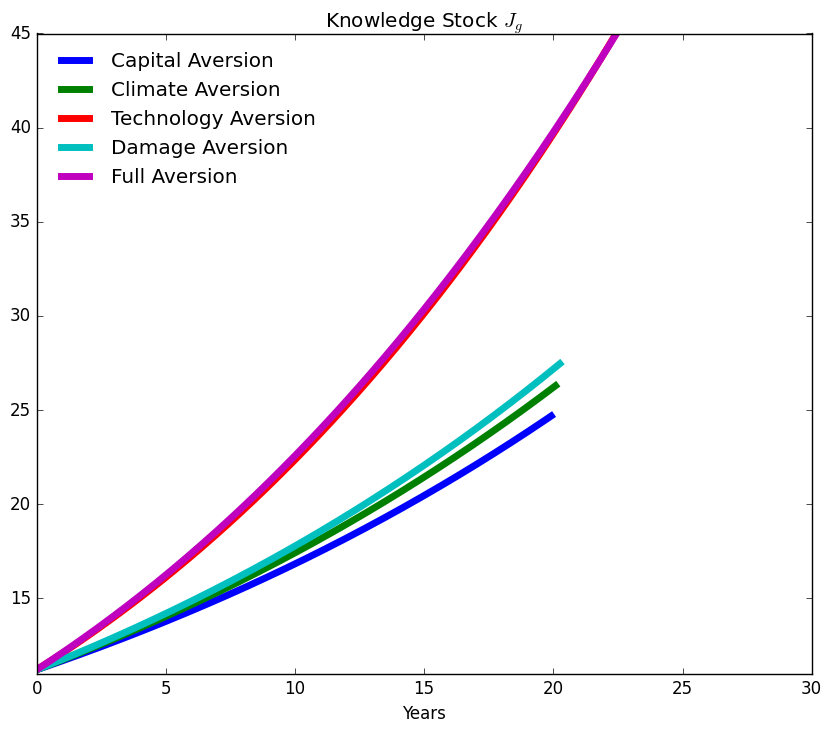 Knowledge Stock $J_g$
45
40
35
30
25
20
15
Capital Aversion
Climate Aversion
Technology Aversion
Damage Aversion
Full Aversion
0 5 10 15 20 25 30
Years